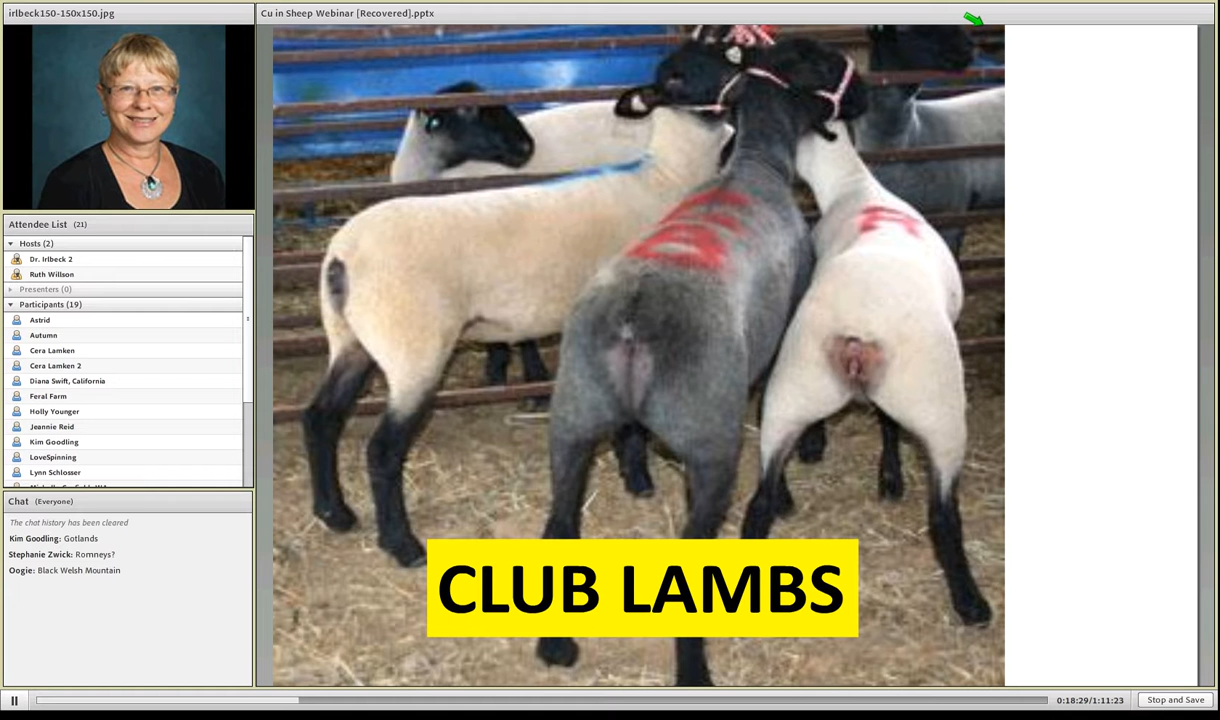 irlbeck150-150x150.jpg
Cu in Sheep Webinar [Recovered].pptx
Attendee List (21)
Hosts (2)
Dr. Irlbeck 2
Ruth Willson
Presenters (0)
Participants (19)
Astrid
Autumn
Cera Lamken
Cera Lamken 2
Diana Swift, California
Feral Farm
Holly Younger
Jeannie Reid
Kim Goodling
LoveSpinning
Lynn Schlosser
Chat (Everyone)
The chat history has been cleared
Kim Goodling: Gotlands
Stephanie Zwick: Romneys?
Oogie: Black Welsh Mountain
CLUB LAMBS
0:18:29/1:11:23
Stop and Save